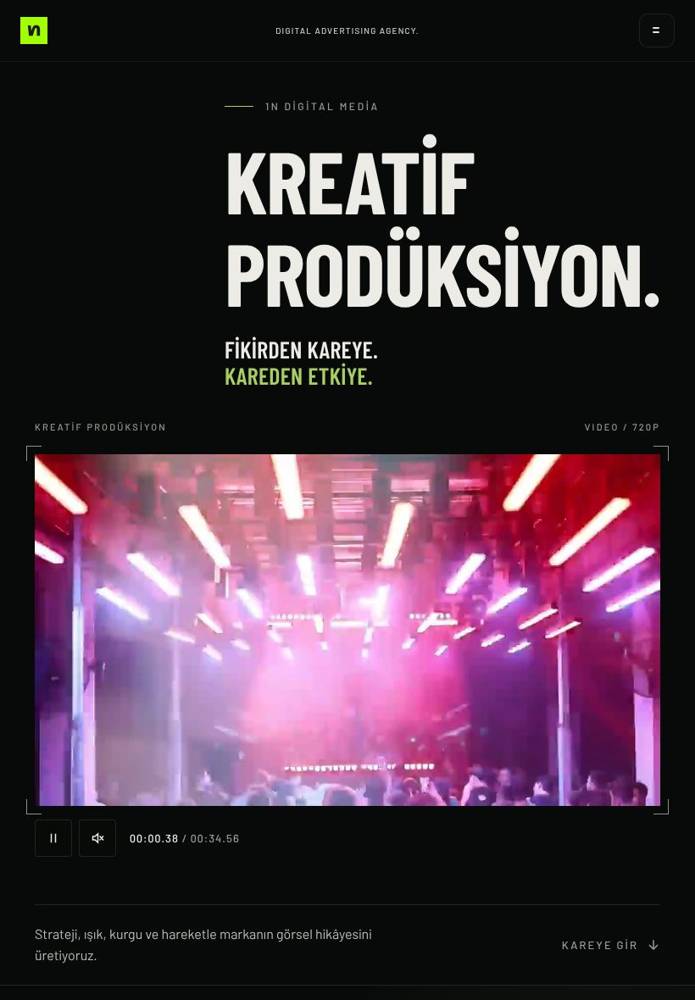 DIGITAL ADVERTISING AGENCY.
1N DİGİTAL MEDİA
KREATİF
PRODÜKSİYON.
FİKİRDEN KAREYE.
KAREDEN ETKİYE.
KREATİF PRODÜKSİYON
VIDEO / 720P
00:00.38 / 00:34.56
Strateji, ışık, kurgu ve hareketle markanın görsel hikâyesini
üretiyoruz.
KAREYE GİR